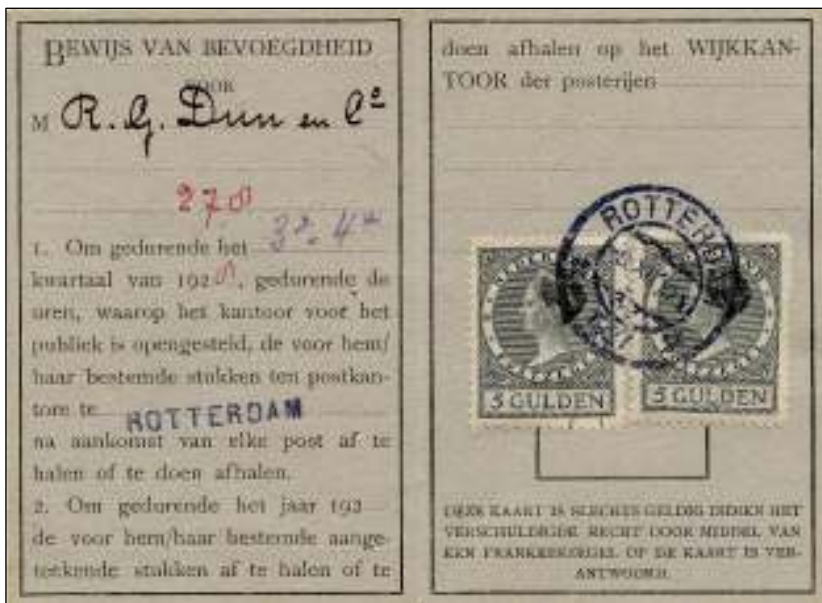 BEWIJS VAN BEVOEGDHEID
VOOR
M R. G. Dun en Co
270
1. Om gedurende het 3e 4e
kwartaal van 192 , gedurende de
uren, waarop het kantoor voor het
publiek is opengesteld, de voor hem/
haar bestemde stukken ten postkan-
tore te ROTTERDAM
na aankomst van elke post af te
halen of te doen afhalen.
2. Om gedurende het jaar 192
de voor hem/haar bestemde aange-
teekende stukken af te halen of te
doen afhalen op het WIJKKAN-
TOOR der posterijen
ROTTERDAM
5 GULDEN
5 GULDEN
DEZE KAART IS SLECHTS GELDIG INDIEN HET
VERSCHULDIGDE RECHT DOOR MIDDEL VAN
EEN FRANKEERZEGEL OP DE KAART IS VER-
ANTWOORD.